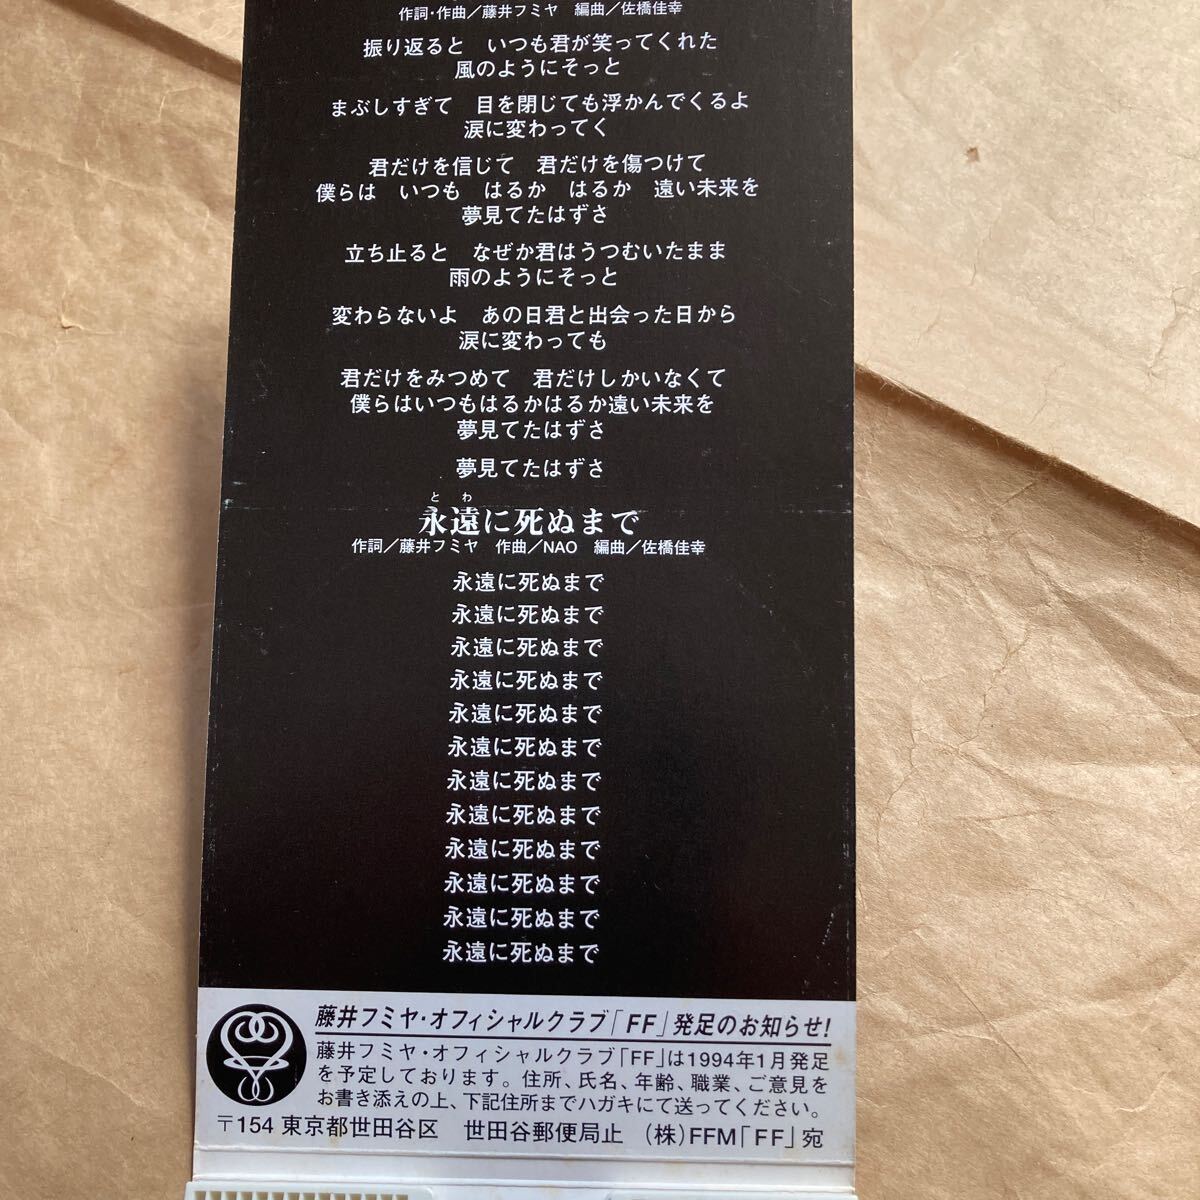 作詞・作曲／藤井フミヤ　編曲／佐橋佳幸
振り返ると　いつも君が笑ってくれた
風のようにそっと
まぶしすぎて　目を閉じても浮かんでくるよ
涙に変わってく
君だけを信じて　君だけを傷つけて
僕らは　いつも　はるか　はるか　遠い未来を
夢見てたはずさ
立ち止ると　なぜか君はうつむいたまま
雨のようにそっと
変わらないよ　あの日君と出会った日から
涙に変わっても
君だけをみつめて　君だけしかいなくて
僕らはいつもはるかはるか遠い未来を
夢見てたはずさ
夢見てたはずさ
とわ
永遠に死ぬまで
作詞／藤井フミヤ　作曲／NAO　編曲／佐橋佳幸
永遠に死ぬまで
永遠に死ぬまで
永遠に死ぬまで
永遠に死ぬまで
永遠に死ぬまで
永遠に死ぬまで
永遠に死ぬまで
永遠に死ぬまで
永遠に死ぬまで
永遠に死ぬまで
永遠に死ぬまで
永遠に死ぬまで
藤井フミヤ・オフィシャルクラブ「FF」発足のお知らせ！
藤井フミヤ・オフィシャルクラブ「FF」は1994年1月発足
を予定しております。住所、氏名、年齢、職業、ご意見を
お書き添えの上、下記住所までハガキにて送ってください。
〒154 東京都世田谷区　世田谷郵便局止　(株)FFM「FF」宛